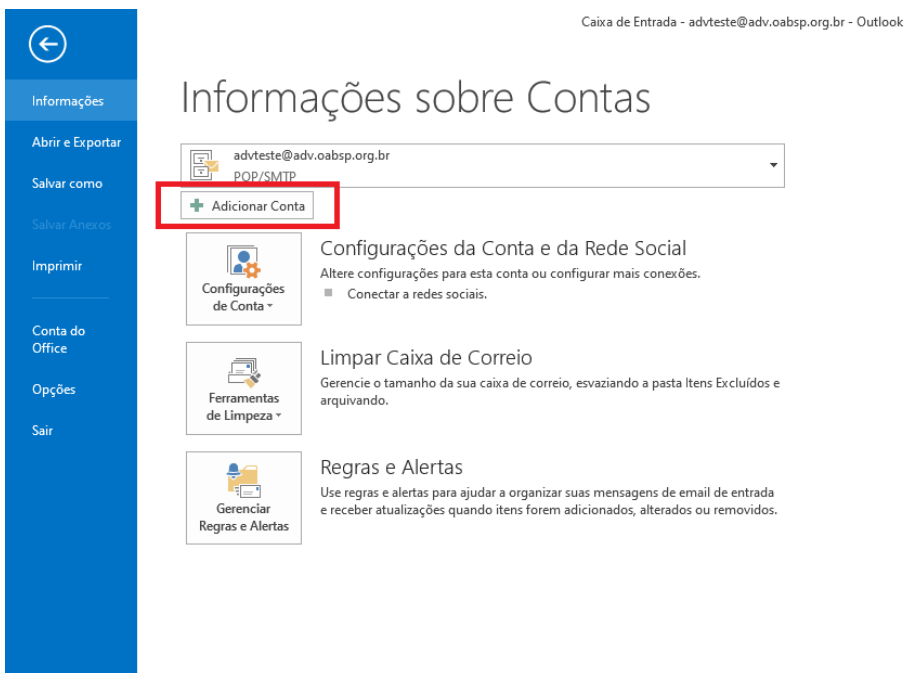 Caixa de Entrada - advteste@adv.oabsp.org.br - Outlook
Informações
Abrir e Exportar
Salvar como
Salvar Anexos
Imprimir
Conta do
Office
Opções
Sair
Informações sobre Contas
advteste@adv.oabsp.org.br
POP/SMTP
Adicionar Conta
Configurações
de Conta
Configurações da Conta e da Rede Social
Altere configurações para esta conta ou configurar mais conexões.
Conectar a redes sociais.
Ferramentas
de Limpeza
Limpar Caixa de Correio
Gerencie o tamanho da sua caixa de correio, esvaziando a pasta Itens Excluídos e
arquivando.
Gerenciar
Regras e Alertas
Regras e Alertas
Use regras e alertas para ajudar a organizar suas mensagens de email de entrada
e receber atualizações quando itens forem adicionados, alterados ou removidos.